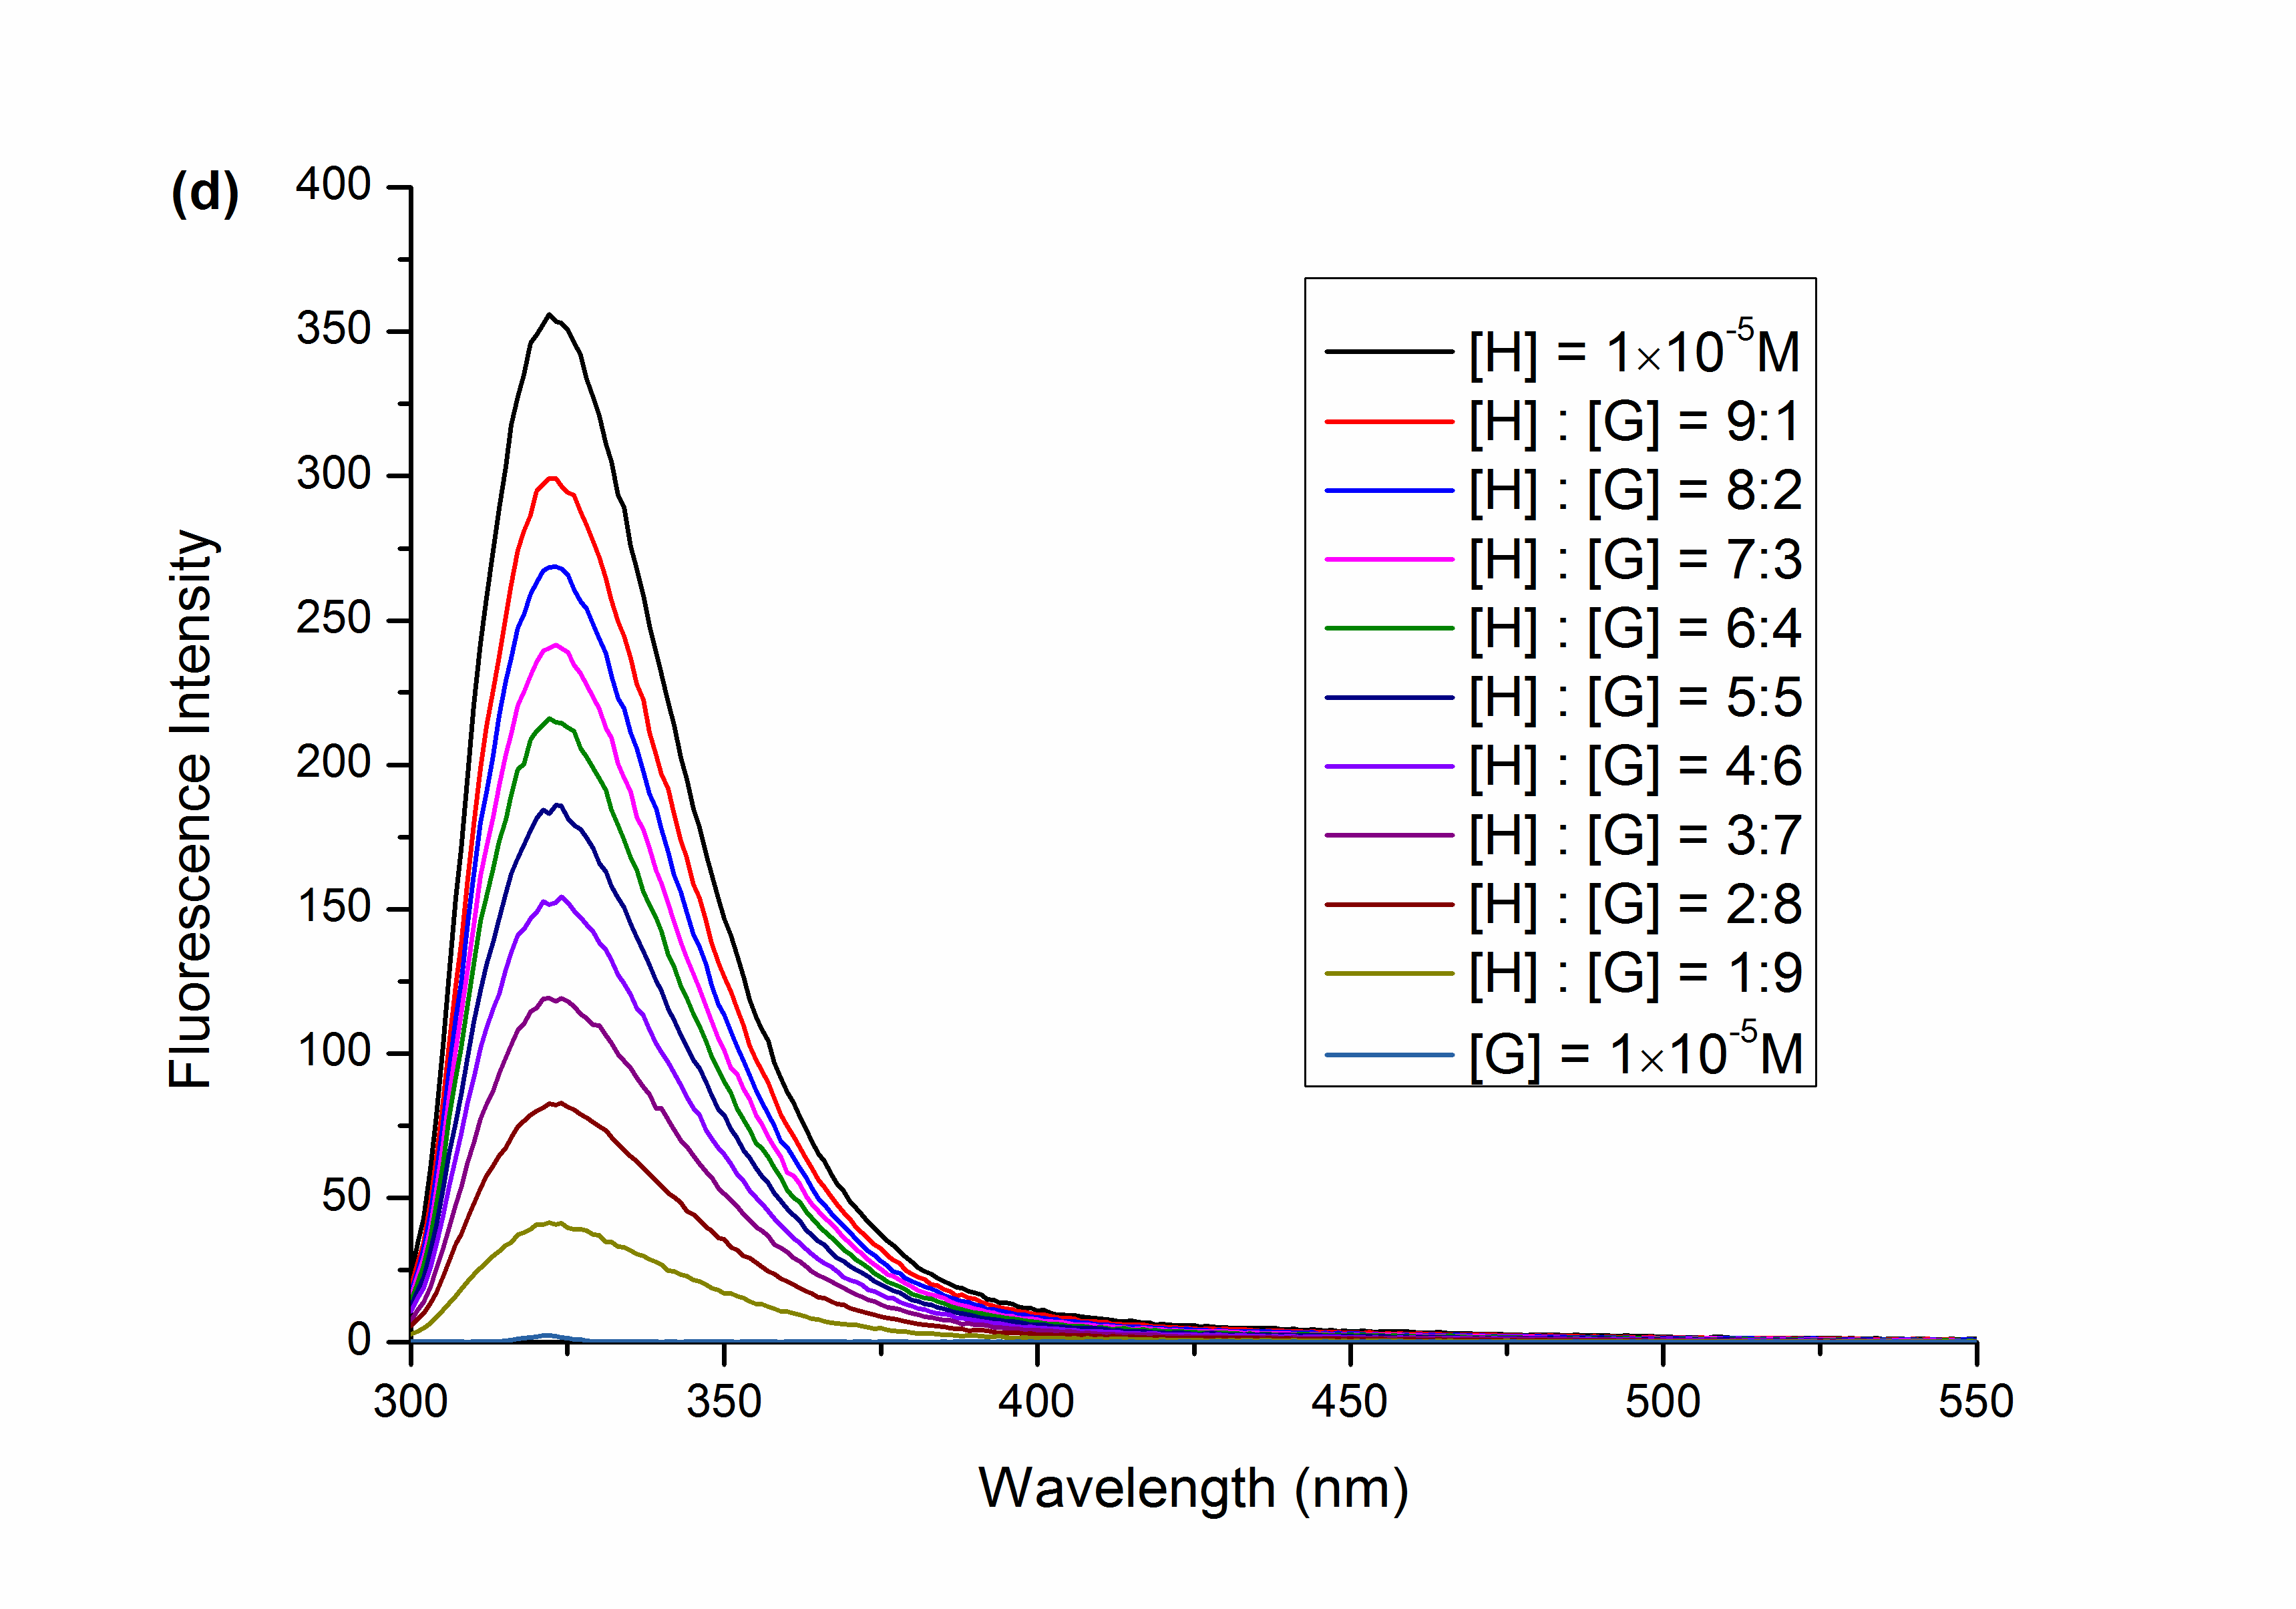 (d)
400
350
300
250
200
150
100
50
0
Fluorescence Intensity
300 350 400 450 500 550
Wavelength (nm)
[H] = 1×10⁻⁵M
[H] : [G] = 9:1
[H] : [G] = 8:2
[H] : [G] = 7:3
[H] : [G] = 6:4
[H] : [G] = 5:5
[H] : [G] = 4:6
[H] : [G] = 3:7
[H] : [G] = 2:8
[H] : [G] = 1:9
[G] = 1×10⁻⁵M